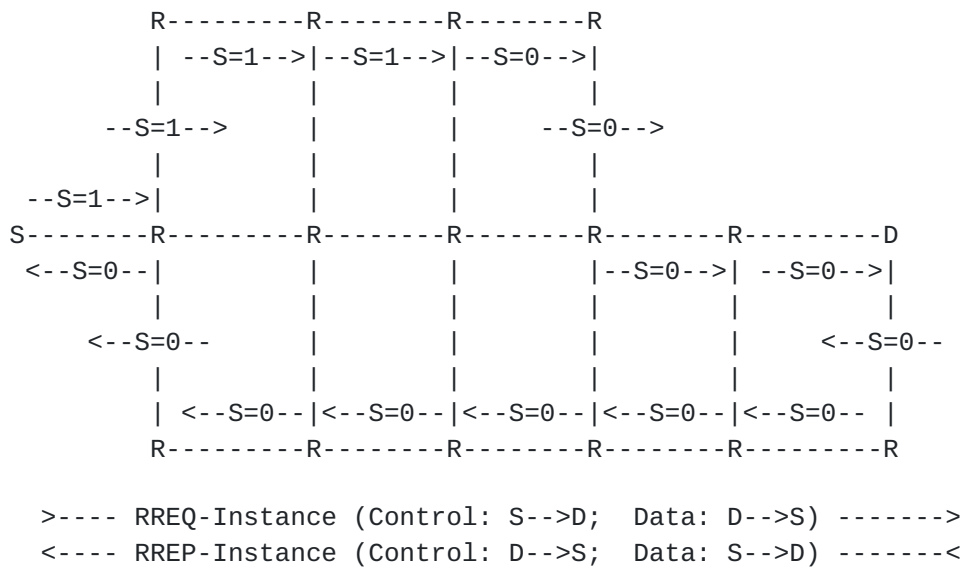 R---------R--------R--------R
| --S=1-->|--S=1-->|--S=0-->|
| | | |
--S=1--> | | --S=0-->
| | | |
--S=1-->| | | |
S--------R---------R--------R--------R--------R---------D
<--S=0--| | | |--S=0-->| --S=0-->|
| | | | | |
<--S=0-- | | | | <--S=0--
| | | | | |
| <--S=0--|<--S=0--|<--S=0--|<--S=0--|<--S=0-- |
R---------R--------R--------R--------R---------R
>---- RREQ-Instance (Control: S-->D; Data: D-->S) ------->
<---- RREP-Instance (Control: D-->S; Data: S-->D) -------<